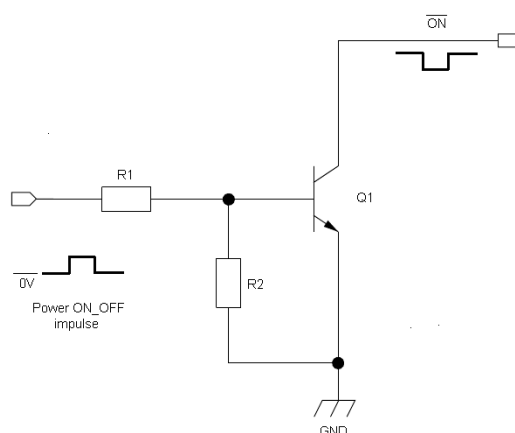 ON
R1
Q1
0V
R2
Power ON_OFF
impulse
GND